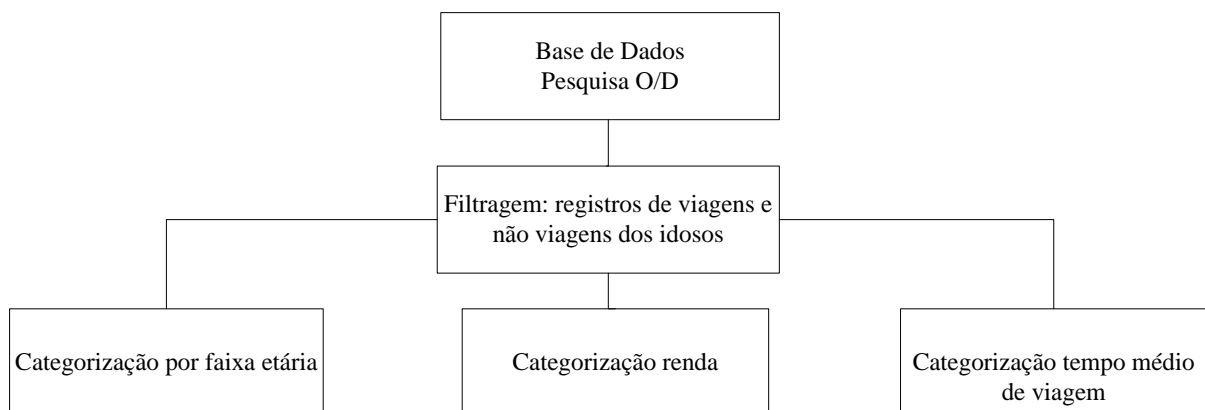 Base de Dados
Pesquisa O/D
Filtragem: registros de viagens e
não viagens dos idosos
Categorização por faixa etária
Categorização renda
Categorização tempo médio
de viagem